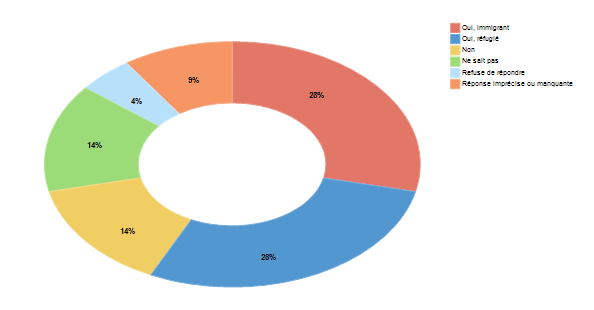 Oui, immigrant
Oui, réfugié
Non
Ne sait pas
Refuse de répondre
Réponse imprécise ou manquante
9%
28%
4%
14%
14%
28%